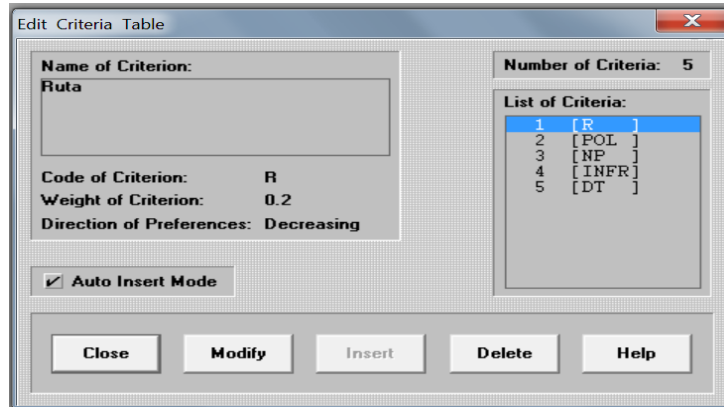 Edit Criteria Table
X
Name of Criterion:
Ruta
Code of Criterion: R
Weight of Criterion: 0.2
Direction of Preferences: Decreasing
Auto Insert Mode
Number of Criteria: 5
List of Criteria:
1 [R ]
2 [POL ]
3 [NP ]
4 [INFR]
5 [DT ]
Close Modify Insert Delete Help